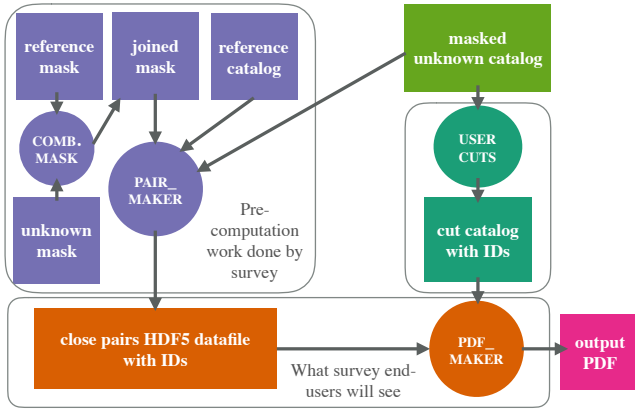 reference
mask
joined
mask
reference
catalog
masked
unknown catalog
COMB.
MASK
USER
CUTS
PAIR_
MAKER
unknown
mask
Pre-
computation
work done by
survey
cut catalog
with IDs
close pairs HDF5 datafile
with IDs
PDF_
MAKER
output
PDF
What survey end-
users will see